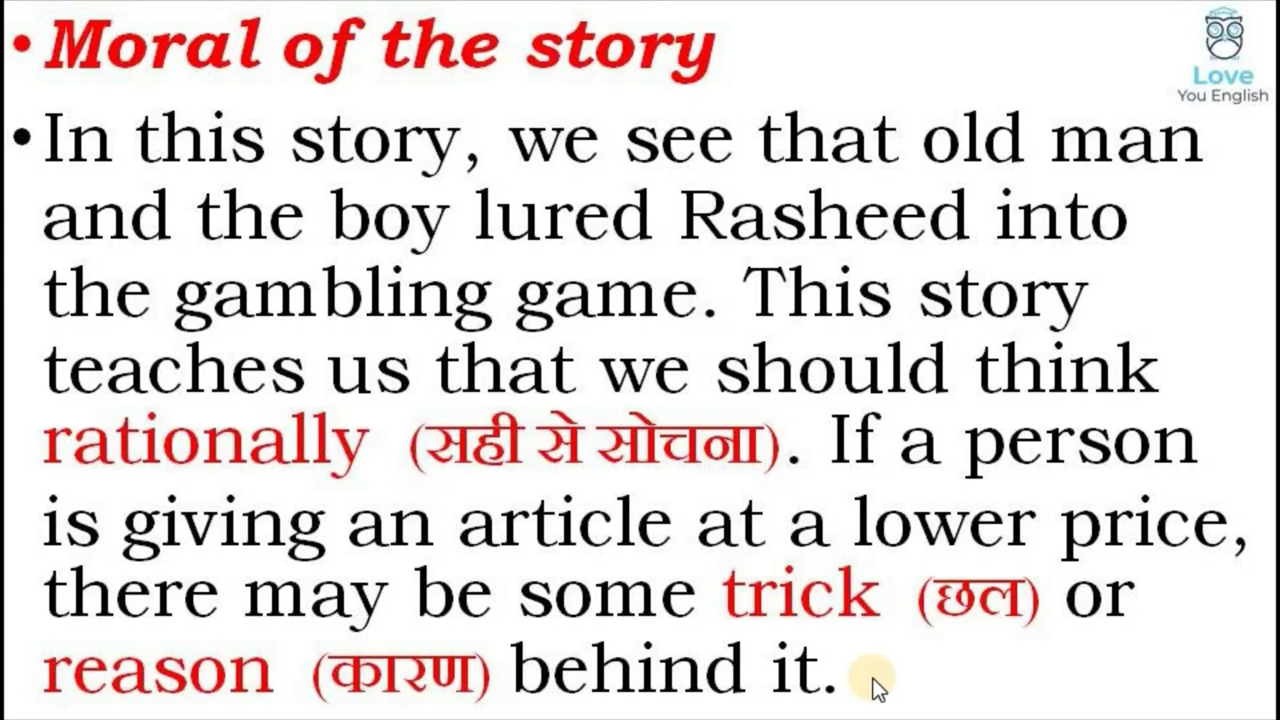 • Moral of the story
Love
You English
• In this story, we see that old man
and the boy lured Rasheed into
the gambling game. This story
teaches us that we should think
rationally (सही से सोचना). If a person
is giving an article at a lower price,
there may be some trick (छल) or
reason (कारण) behind it.